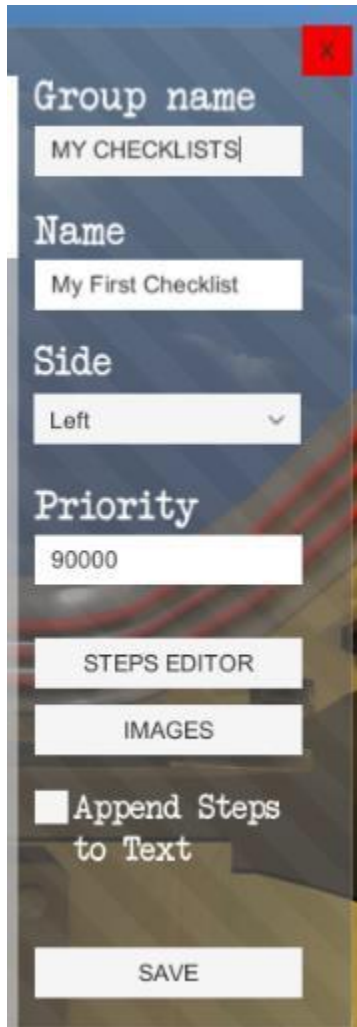 X
Group name
MY CHECKLISTS
Name
My First Checklist
Side
Left
Priority
90000
STEPS EDITOR
IMAGES
Append Steps
to Text
SAVE